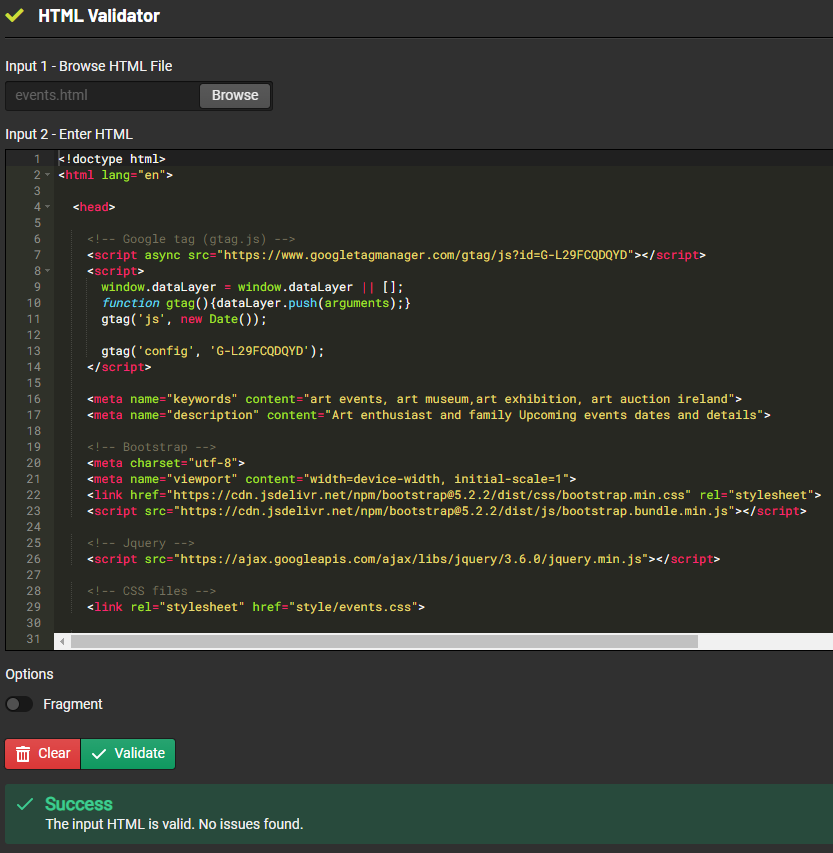 HTML Validator
Input 1 - Browse HTML File
events.html Browse
Input 2 - Enter HTML
1 <!doctype html>
2 <html lang="en">
3
4 <head>
5
6 <!-- Google tag (gtag.js) -->
7 <script async src="https://www.googletagmanager.com/gtag/js?id=G-L29FCQDQYD"></script>
8 <script>
9 window.dataLayer = window.dataLayer || [];
10 function gtag(){dataLayer.push(arguments);}
11 gtag('js', new Date());
12
13 gtag('config', 'G-L29FCQDQYD');
14 </script>
15
16 <meta name="keywords" content="art events, art museum,art exhibition, art auction ireland">
17 <meta name="description" content="Art enthusiast and family Upcoming events dates and details">
18
19 <!-- Bootstrap -->
20 <meta charset="utf-8">
21 <meta name="viewport" content="width=device-width, initial-scale=1">
22 <link href="https://cdn.jsdelivr.net/npm/bootstrap@5.2.2/dist/css/bootstrap.min.css" rel="stylesheet">
23 <script src="https://cdn.jsdelivr.net/npm/bootstrap@5.2.2/dist/js/bootstrap.bundle.min.js"></script>
24
25 <!-- Jquery -->
26 <script src="https://ajax.googleapis.com/ajax/libs/jquery/3.6.0/jquery.min.js"></script>
27
28 <!-- CSS files -->
29 <link rel="stylesheet" href="style/events.css">
30
31
Options
Fragment
Clear Validate
Success
The input HTML is valid. No issues found.